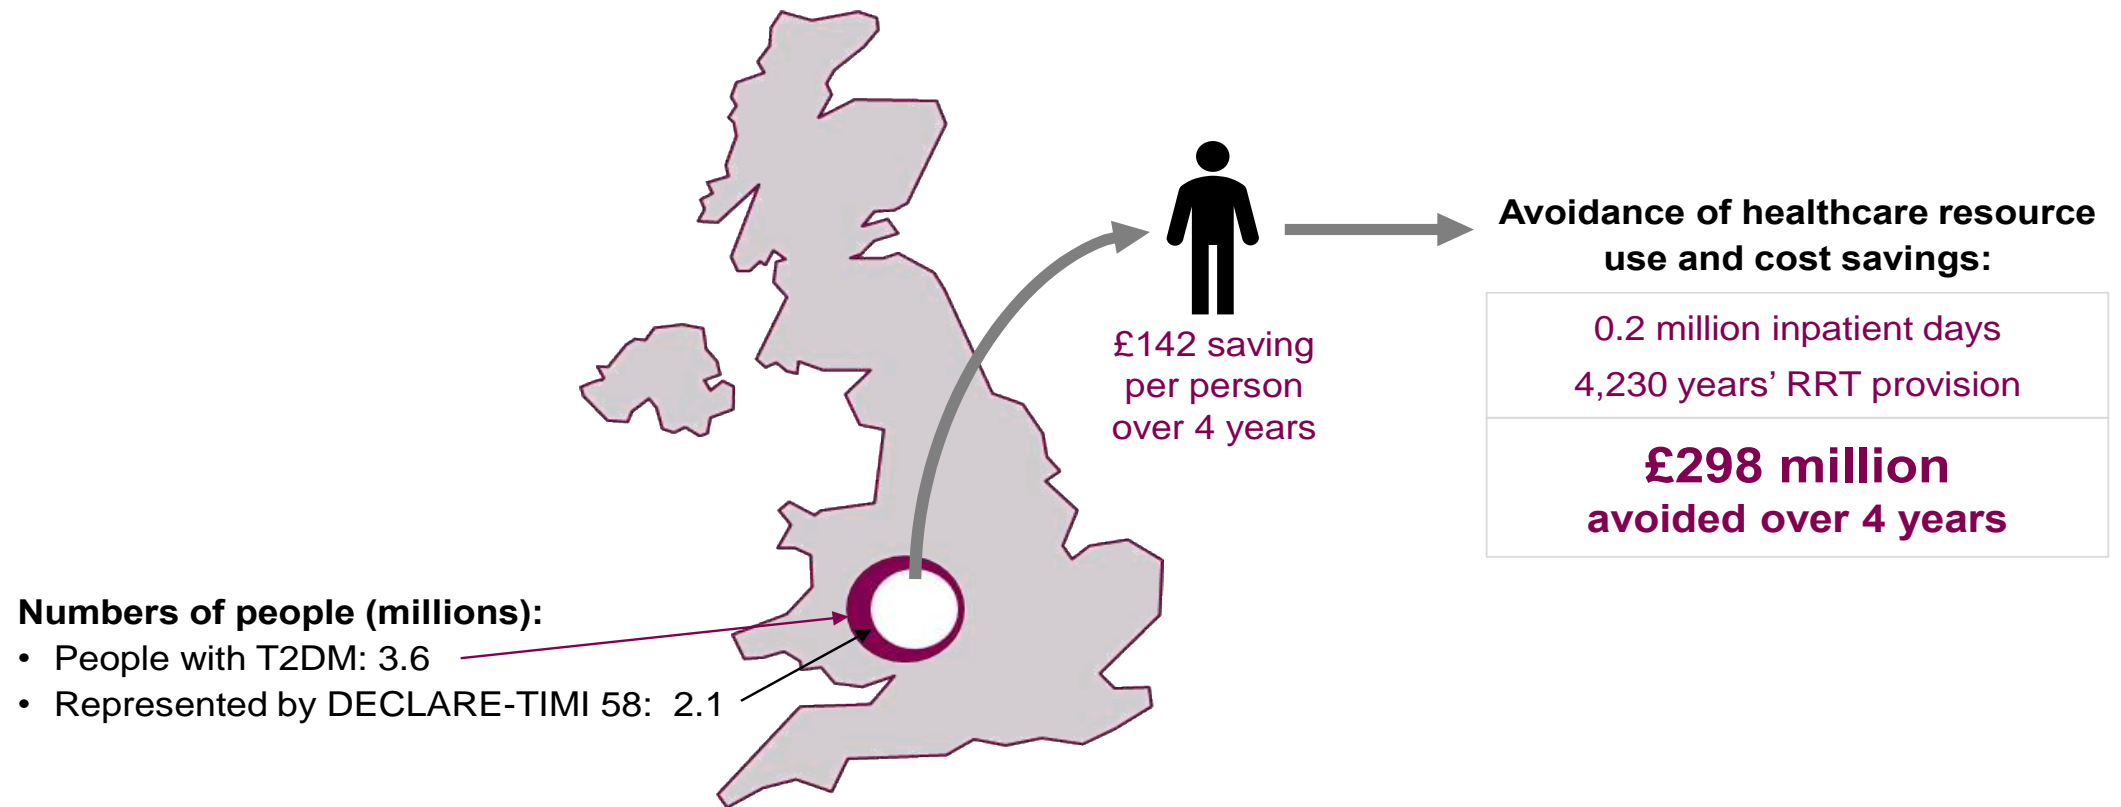 Numbers of people (millions):
• People with T2DM: 3.6
• Represented by DECLARE-TIMI 58: 2.1
£142 saving
per person
over 4 years
Avoidance of healthcare resource
use and cost savings:
0.2 million inpatient days
4,230 years’ RRT provision
£298 million
avoided over 4 years